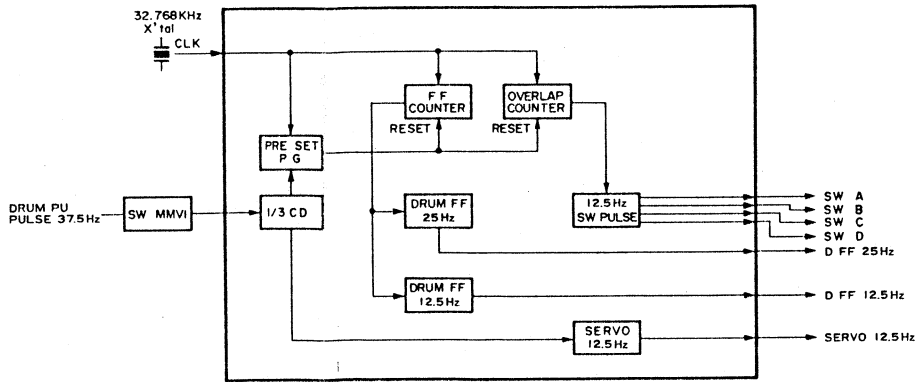 32.768KHz
X'tal
CLK
F F
COUNTER
OVERLAP
COUNTER
RESET
RESET
PRE SET
P G
DRUM PU
PULSE 37.5Hz
SW MMVI
1/3 CD
DRUM FF
25Hz
12.5Hz
SW PULSE
SW A
SW B
SW C
SW D
D FF 25Hz
DRUM FF
12.5Hz
D FF 12.5Hz
SERVO
12.5Hz
SERVO 12.5Hz